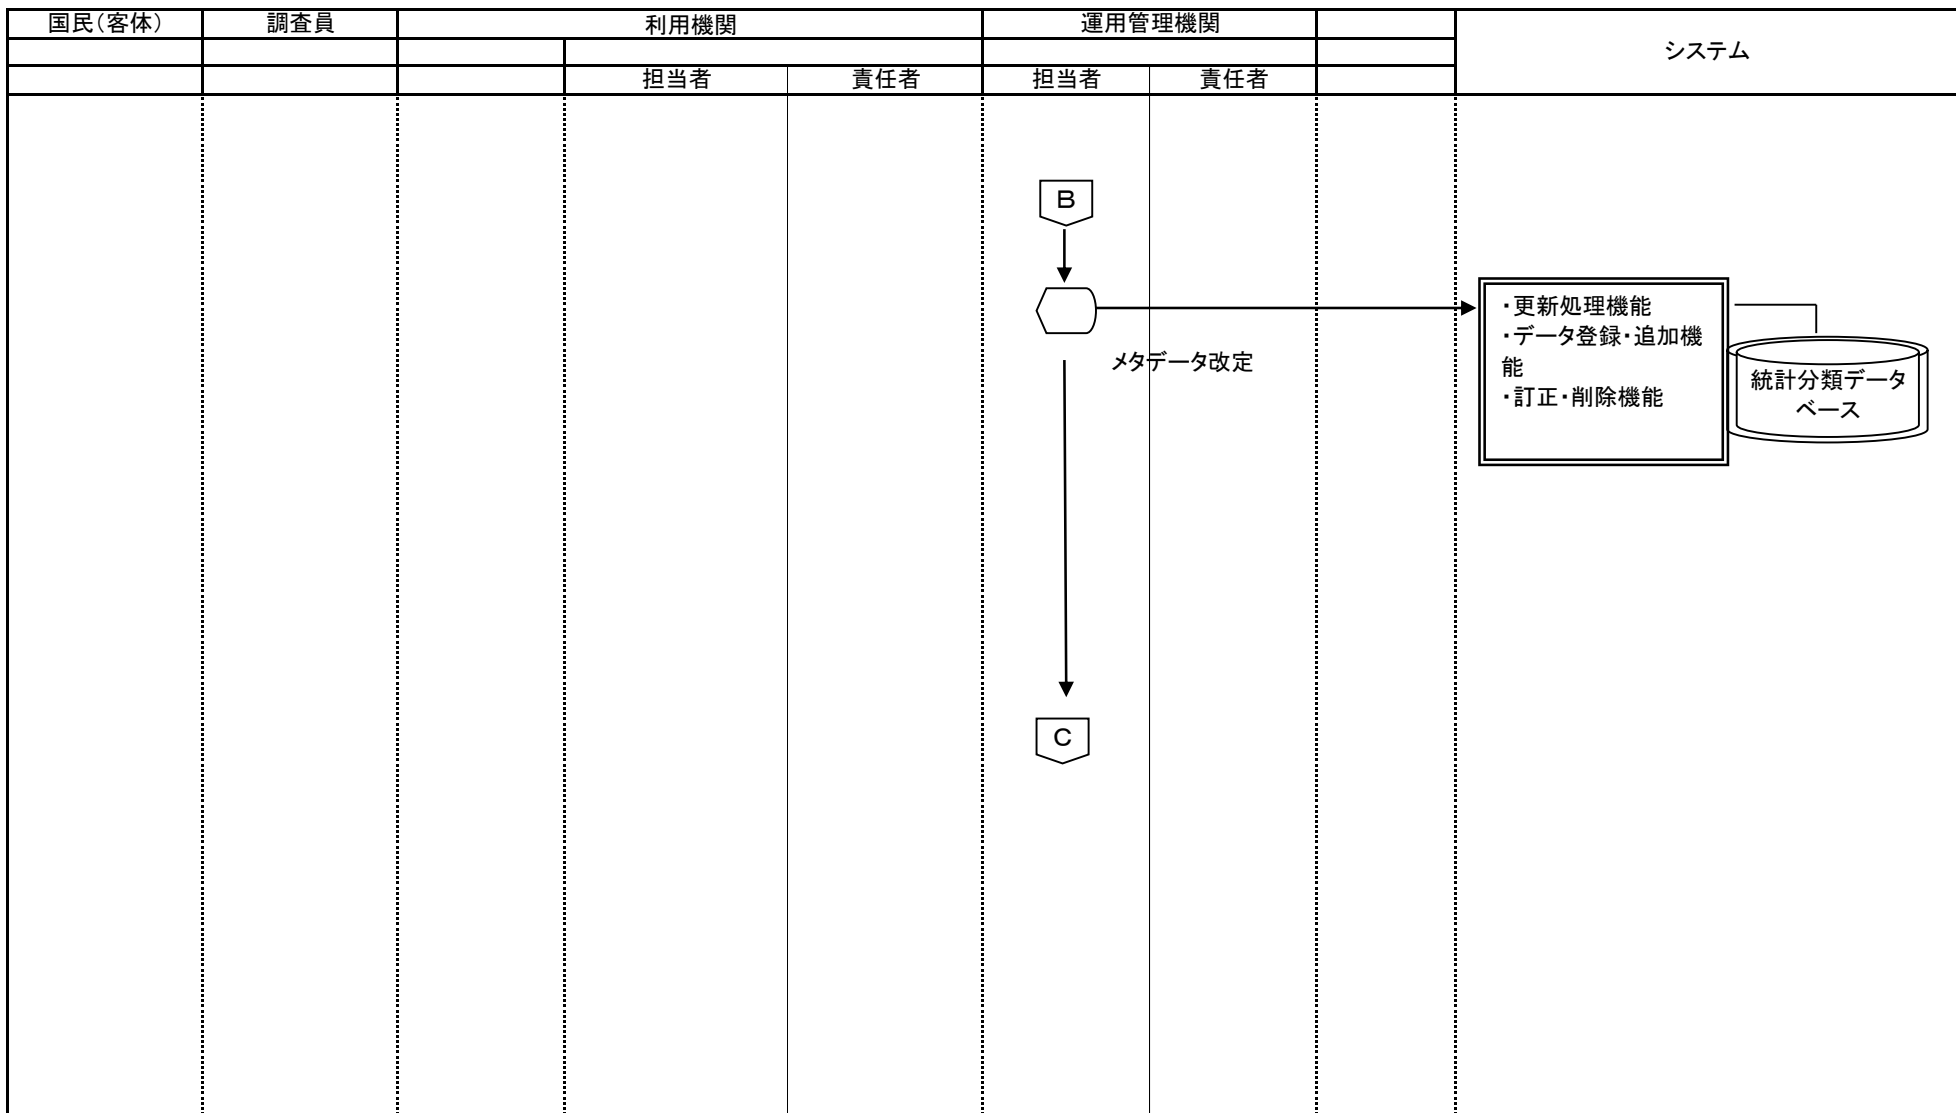 国民(客体)
調査員
利用機関
運用管理機関
システム
担当者
責任者
担当者
責任者
B
メタデータ改定
・更新処理機能
・データ登録・追加機
能
・訂正・削除機能
統計分類データ
ベース
C